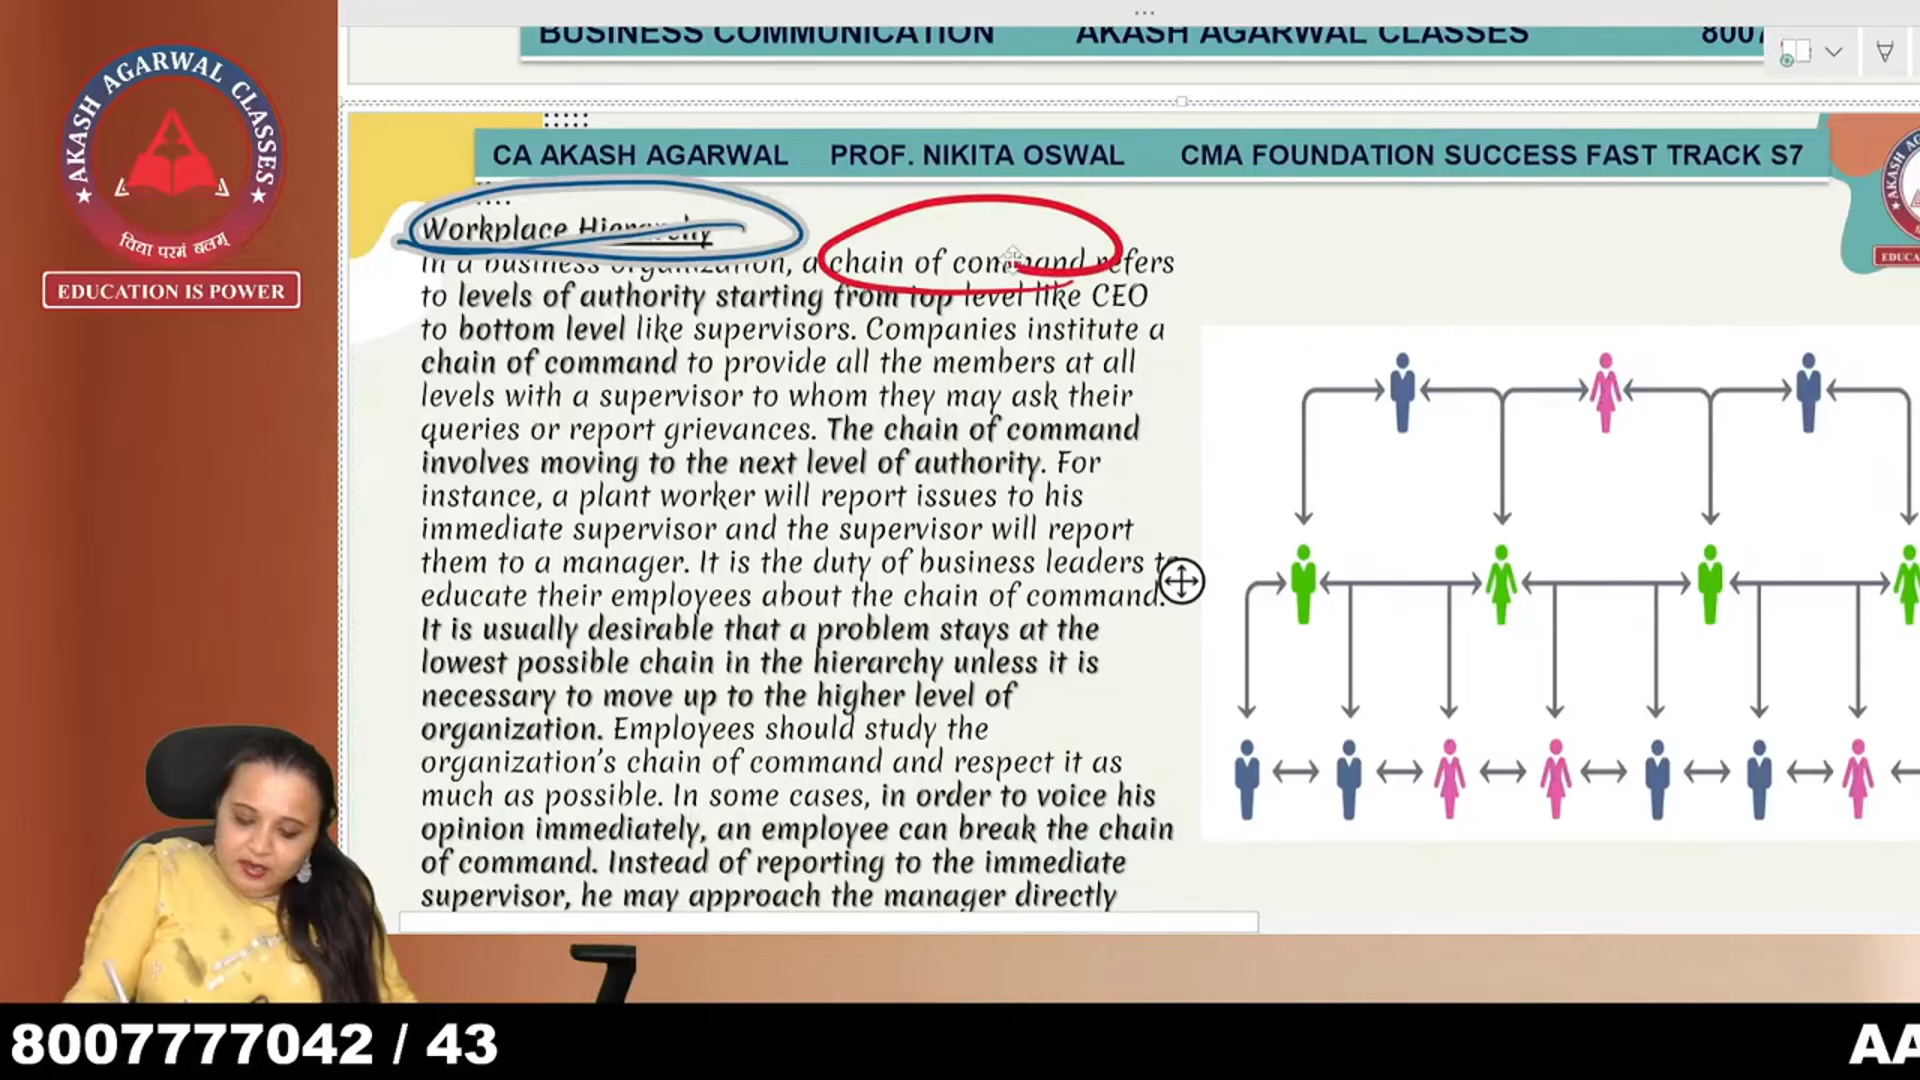 AKASH AGARWAL CLASSES
विद्या परमं बलम्
EDUCATION IS POWER
BUSINESS COMMUNICATION AKASH AGARWAL CLASSES 8007
CA AKASH AGARWAL PROF. NIKITA OSWAL CMA FOUNDATION SUCCESS FAST TRACK S7
EDUCA
Workplace Hierarchy
In a business organization, a chain of command refers
to levels of authority starting from top level like CEO
to bottom level like supervisors. Companies institute a
chain of command to provide all the members at all
levels with a supervisor to whom they may ask their
queries or report grievances. The chain of command
involves moving to the next level of authority. For
instance, a plant worker will report issues to his
immediate supervisor and the supervisor will report
them to a manager. It is the duty of business leaders to
educate their employees about the chain of command.
It is usually desirable that a problem stays at the
lowest possible chain in the hierarchy unless it is
necessary to move up to the higher level of
organization. Employees should study the
organization's chain of command and respect it as
much as possible. In some cases, in order to voice his
opinion immediately, an employee can break the chain
of command. Instead of reporting to the immediate
supervisor, he may approach the manager directly
8007777042 / 43
AA